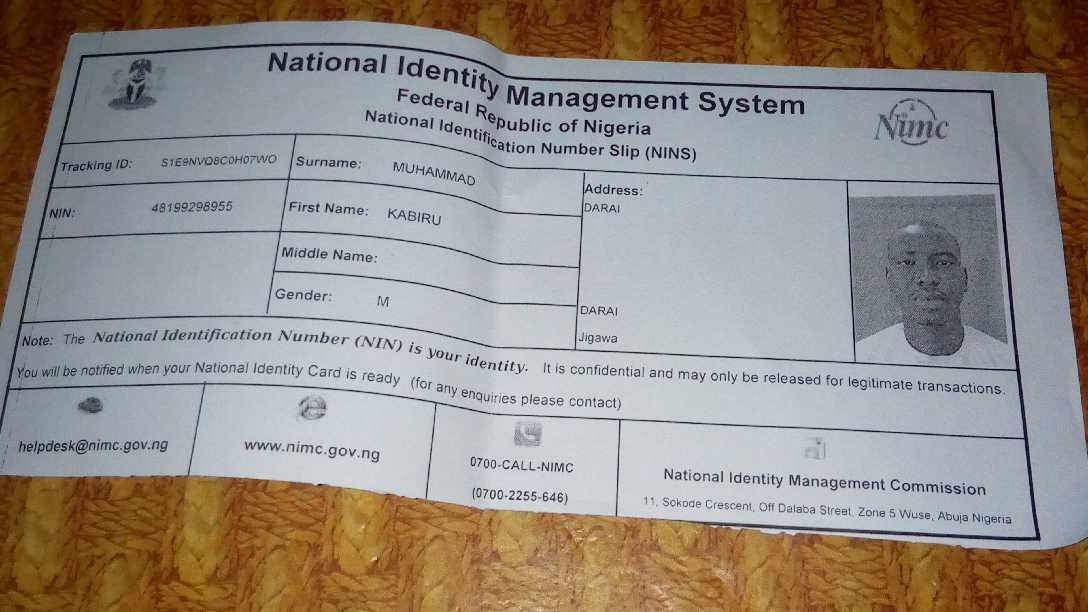 National Identity Management System
Federal Republic of Nigeria
National Identification Number Slip (NINS)
Nimc
Tracking ID: S1E9NVQ8C0H07WO
Surname: MUHAMMAD
Address:
DARAI
NIN: 48199298955
First Name: KABIRU
Middle Name:
Gender: M
DARAI
Jigawa
Note: The National Identification Number (NIN) is your identity. It is confidential and may only be released for legitimate transactions.
You will be notified when your National Identity Card is ready (for any enquiries please contact)
helpdesk@nimc.gov.ng
www.nimc.gov.ng
0700-CALL-NIMC
(0700-2255-646)
National Identity Management Commission
11, Sokode Crescent, Off Dalaba Street, Zone 5 Wuse, Abuja Nigeria